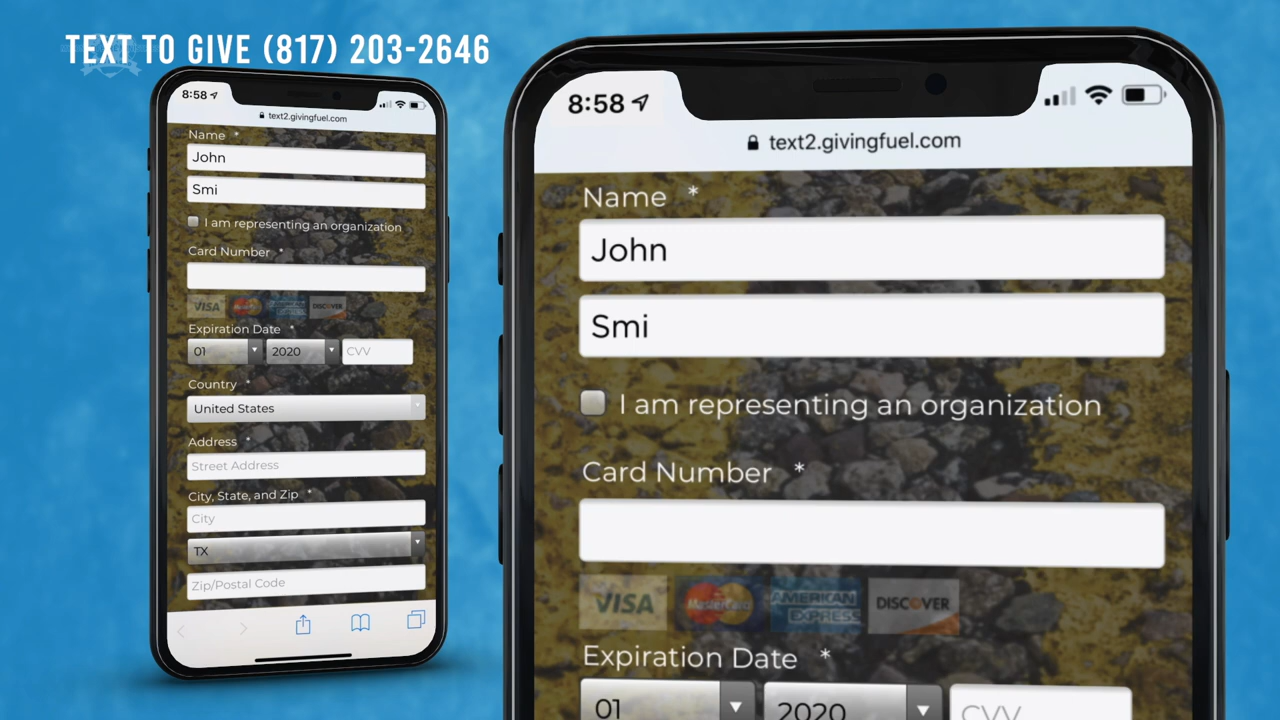 TEXT TO GIVE (817) 203-2646
8:58
text2.givingfuel.com
Name *
John
Smi
I am representing an organization
Card Number *
VISA MasterCard AMERICAN EXPRESS DISCOVER
Expiration Date *
01 2020 CVV
Country *
United States
Address *
Street Address
City, State, and Zip *
City
TX
Zip/Postal Code
8:58
text2.givingfuel.com
Name *
John
Smi
I am representing an organization
Card Number *
VISA MasterCard AMERICAN EXPRESS DISCOVER
Expiration Date *
01 2020 CVV